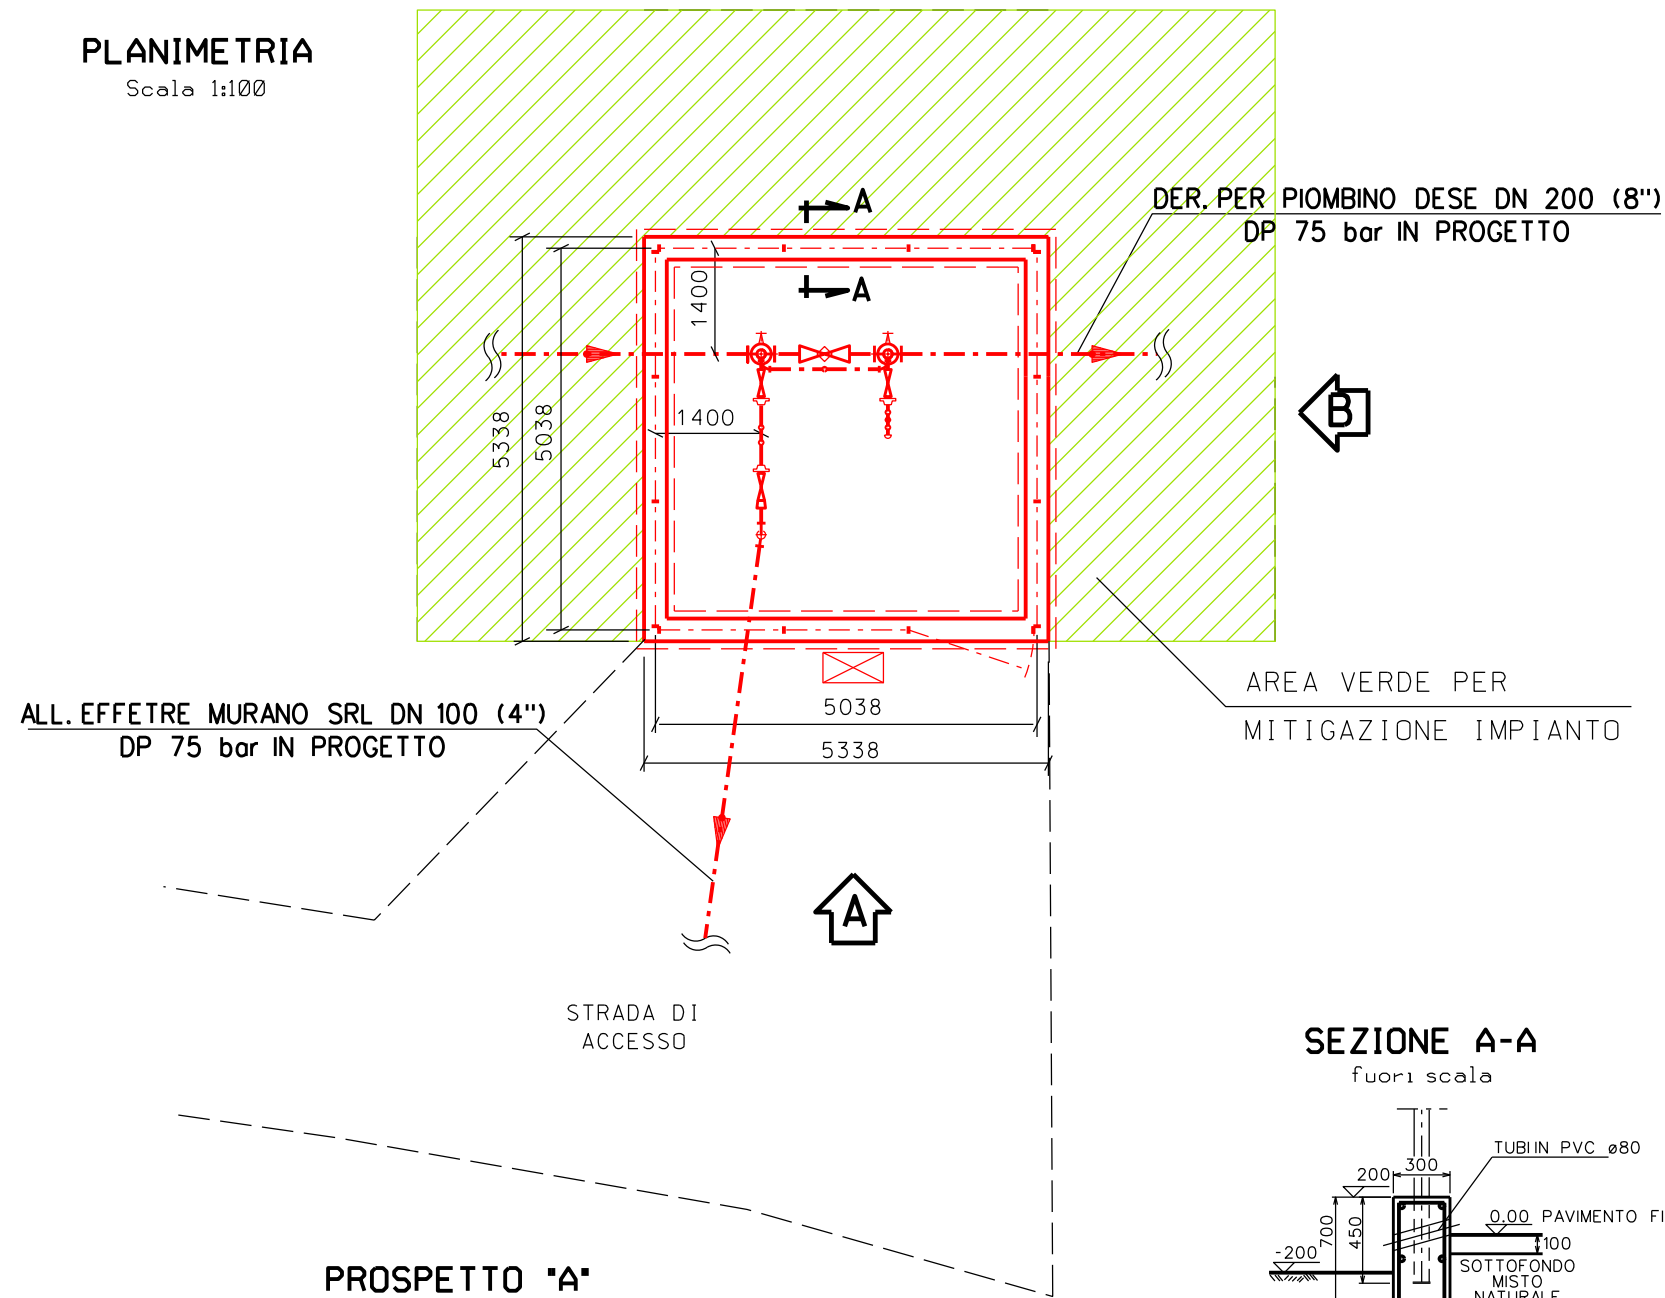 PLANIMETRIA
Scala 1:100
DER. PER PIOMBINO DESE DN 200 (8")
DP 75 bar IN PROGETTO
A
A
1400
1400
5338
5038
B
AREA VERDE PER
MITIGAZIONE IMPIANTO
ALL. EFFETRE MURANO SRL DN 100 (4")
DP 75 bar IN PROGETTO
5038
5338
A
STRADA DI
ACCESSO
SEZIONE A-A
fuori scala
TUBI IN PVC ø80
300
200
0.00 PAVIMENTO FI
700
450
100
-200
SOTTOFONDO
MISTO
NATURALE
PROSPETTO "A"